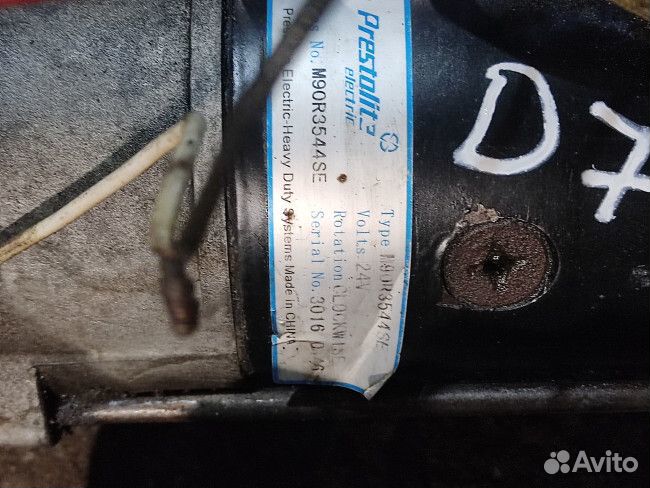 Prestolite
electric
Type M90R3544SE
Volts 24V
Rotation CLOCKWISE
Serial No. 3016
No. M90R3544SE
Electric-Heavy Duty Systems Made in CHINA
D7
Avito